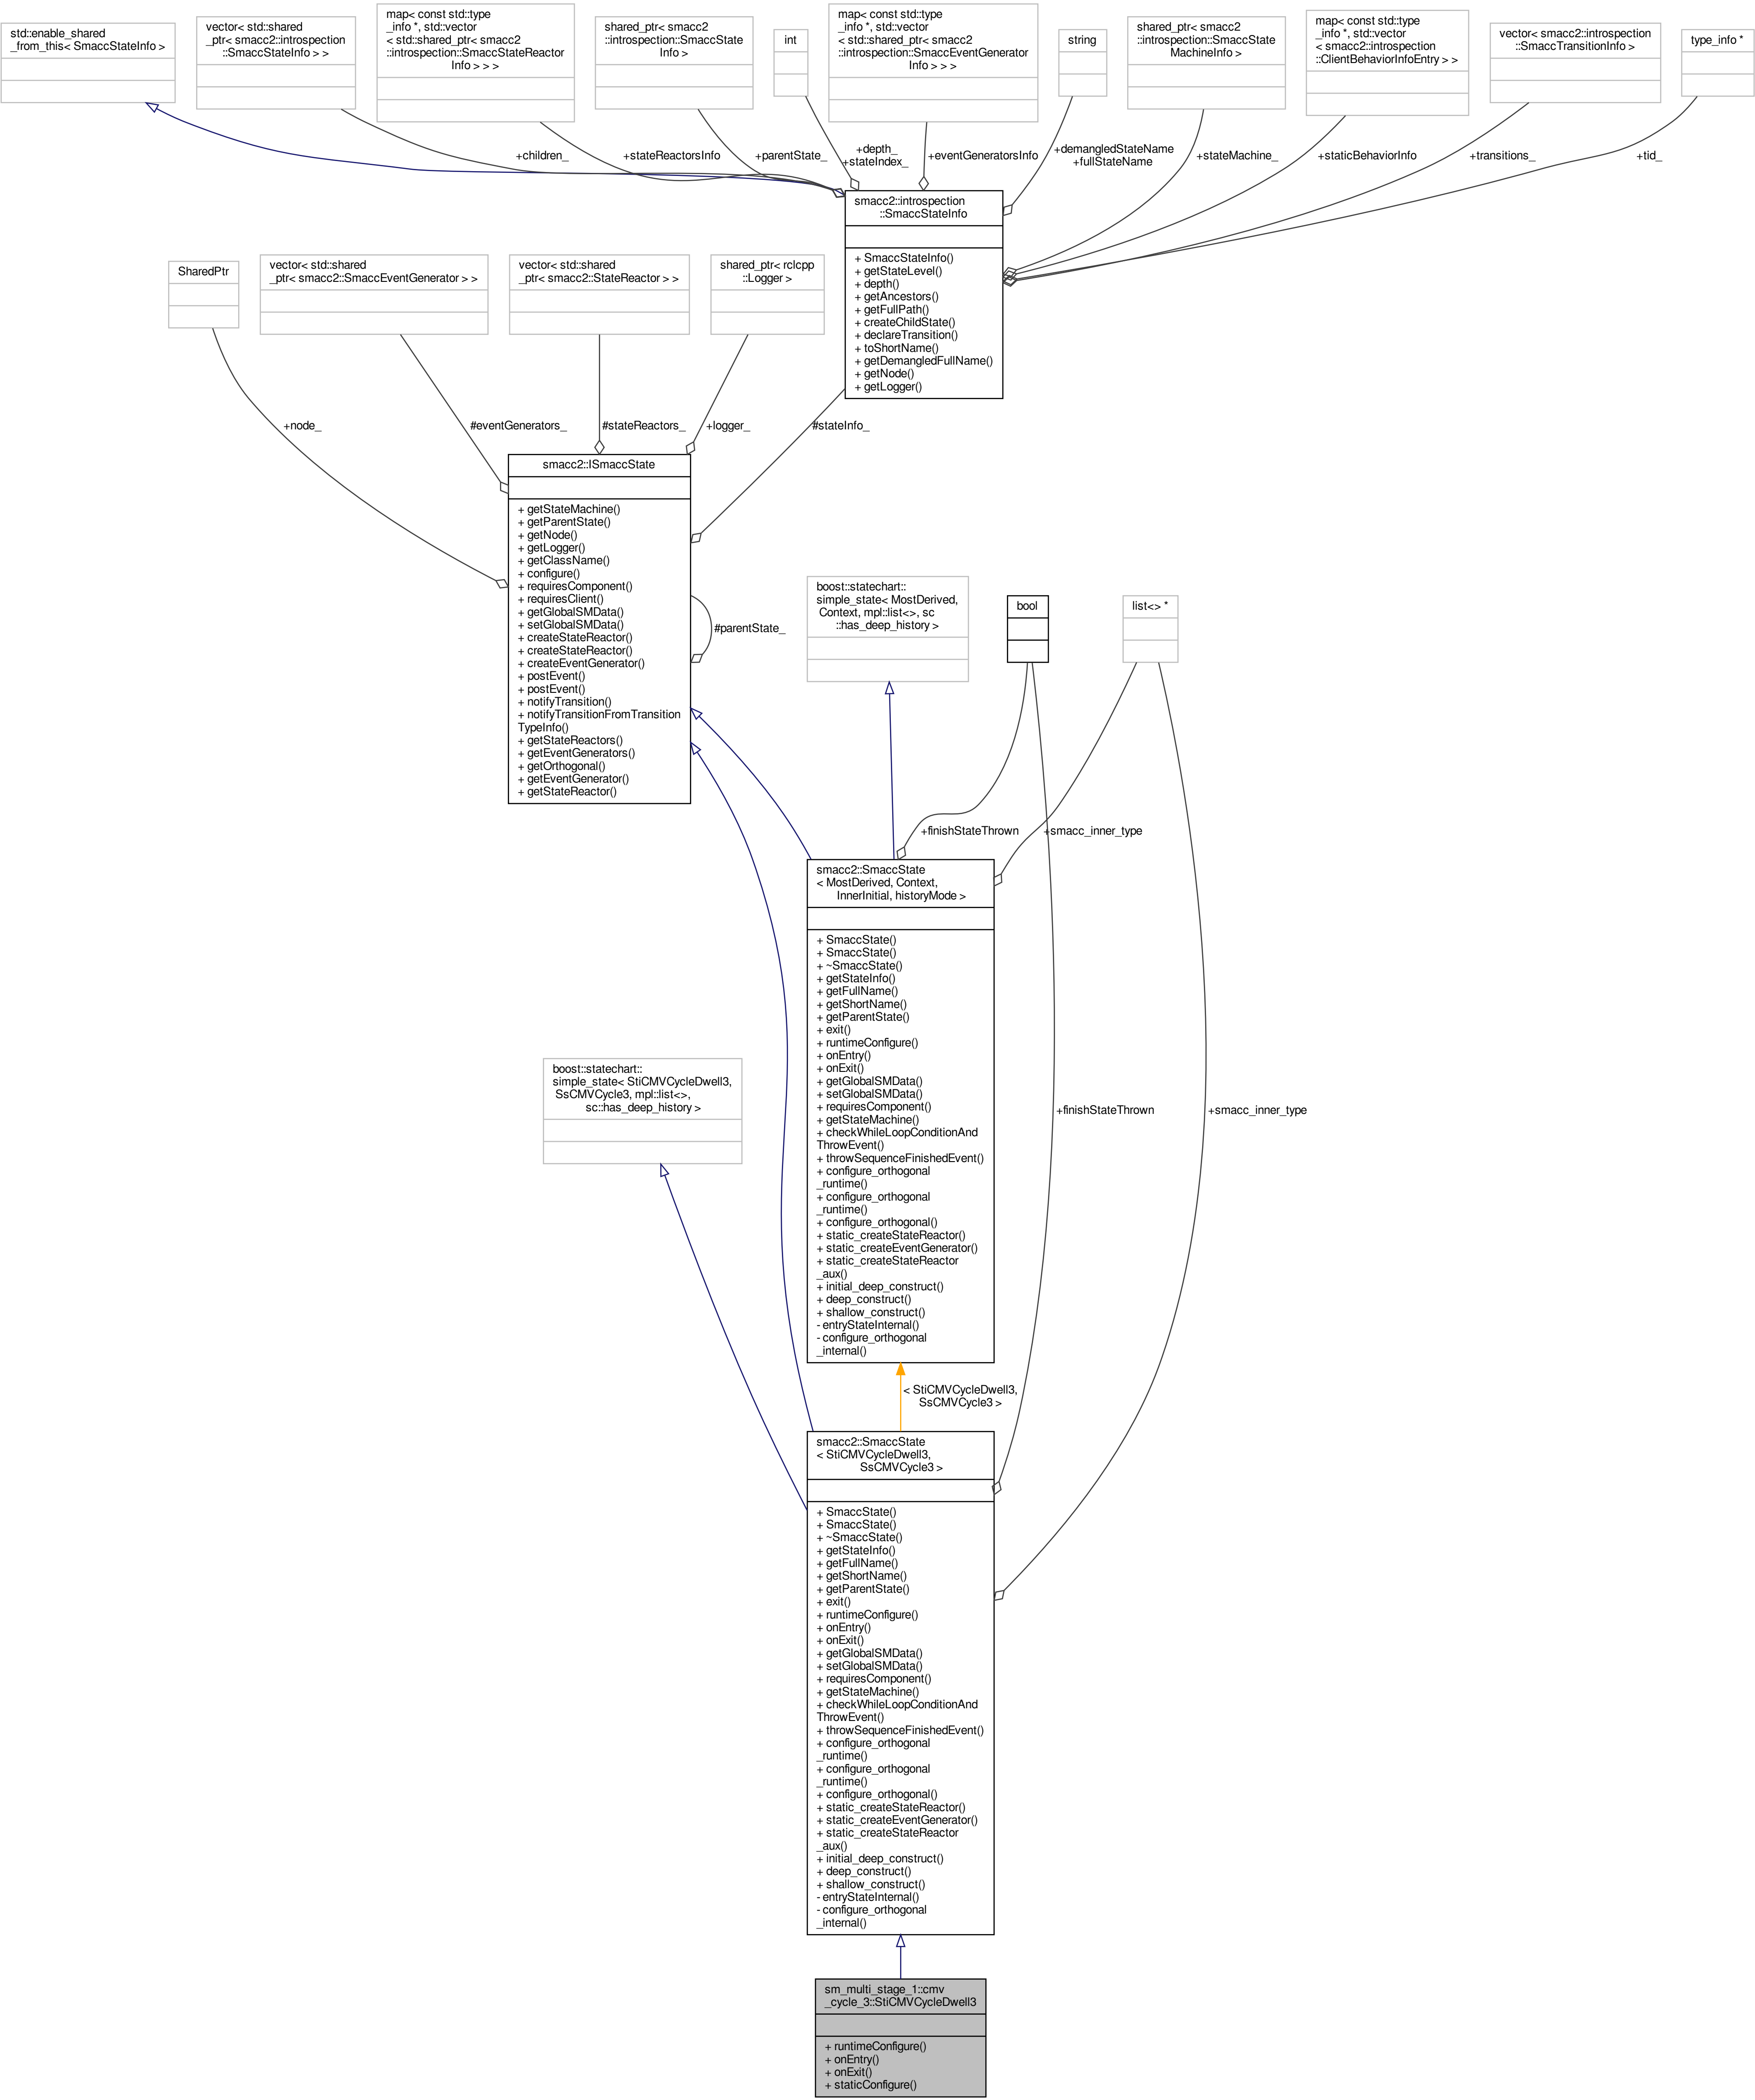 std::enable_shared
_from_this< SmaccStateInfo >
vector< std::shared
_ptr< smacc2::introspection
::SmaccStateInfo > >
map< const std::type
_info *, std::vector
< std::shared_ptr< smacc2
::introspection::SmaccStateReactor
Info > > >
shared_ptr< smacc2
::introspection::SmaccState
Info >
int
map< const std::type
_info *, std::vector
< std::shared_ptr< smacc2
::introspection::SmaccEventGenerator
Info > > >
string
shared_ptr< smacc2
::introspection::SmaccState
MachineInfo >
map< const std::type
_info *, std::vector
< smacc2::introspection
::ClientBehaviorInfoEntry > >
vector< smacc2::introspection
::SmaccTransitionInfo >
type_info *
+children_
+stateReactorsInfo
+parentState_
+depth_
+stateIndex_
+eventGeneratorsInfo
+demangledStateName
+fullStateName
+stateMachine_
+staticBehaviorInfo
+transitions_
+tid_
smacc2::introspection
::SmaccStateInfo
+ SmaccStateInfo()
+ getStateLevel()
+ depth()
+ getAncestors()
+ getFullPath()
+ createChildState()
+ declareTransition()
+ toShortName()
+ getDemangledFullName()
+ getNode()
+ getLogger()
SharedPtr
vector< std::shared
_ptr< smacc2::SmaccEventGenerator > >
vector< std::shared
_ptr< smacc2::StateReactor > >
shared_ptr< rclcpp
::Logger >
+node_
#eventGenerators_
#stateReactors_
+logger_
#stateInfo_
smacc2::ISmaccState
+ getStateMachine()
+ getParentState()
+ getNode()
+ getLogger()
+ getClassName()
+ configure()
+ requiresComponent()
+ requiresClient()
+ getGlobalSMData()
+ setGlobalSMData()
+ createStateReactor()
+ createStateReactor()
+ createEventGenerator()
+ postEvent()
+ postEvent()
+ notifyTransition()
+ notifyTransitionFromTransition
TypeInfo()
+ getStateReactors()
+ getEventGenerators()
+ getOrthogonal()
+ getEventGenerator()
+ getStateReactor()
#parentState_
boost::statechart::
simple_state< MostDerived,
Context, mpl::list<>, sc
::has_deep_history >
bool
list<> *
+finishStateThrown
+smacc_inner_type
smacc2::SmaccState
< MostDerived, Context,
InnerInitial, historyMode >
+ SmaccState()
+ SmaccState()
+ ~SmaccState()
+ getStateInfo()
+ getFullName()
+ getShortName()
+ getParentState()
+ exit()
+ runtimeConfigure()
+ onEntry()
+ onExit()
+ getGlobalSMData()
+ setGlobalSMData()
+ requiresComponent()
+ getStateMachine()
+ checkWhileLoopConditionAnd
ThrowEvent()
+ throwSequenceFinishedEvent()
+ configure_orthogonal
_runtime()
+ configure_orthogonal
_runtime()
+ configure_orthogonal()
+ static_createStateReactor()
+ static_createEventGenerator()
+ static_createStateReactor
_aux()
+ initial_deep_construct()
+ deep_construct()
+ shallow_construct()
- entryStateInternal()
- configure_orthogonal
_internal()
boost::statechart::
simple_state< StiCMVCycleDwell3,
SsCMVCycle3, mpl::list<>,
sc::has_deep_history >
+finishStateThrown
+smacc_inner_type
< StiCMVCycleDwell3,
SsCMVCycle3 >
smacc2::SmaccState
< StiCMVCycleDwell3,
SsCMVCycle3 >
+ SmaccState()
+ SmaccState()
+ ~SmaccState()
+ getStateInfo()
+ getFullName()
+ getShortName()
+ getParentState()
+ exit()
+ runtimeConfigure()
+ onEntry()
+ onExit()
+ getGlobalSMData()
+ setGlobalSMData()
+ requiresComponent()
+ getStateMachine()
+ checkWhileLoopConditionAnd
ThrowEvent()
+ throwSequenceFinishedEvent()
+ configure_orthogonal
_runtime()
+ configure_orthogonal
_runtime()
+ configure_orthogonal()
+ static_createStateReactor()
+ static_createEventGenerator()
+ static_createStateReactor
_aux()
+ initial_deep_construct()
+ deep_construct()
+ shallow_construct()
- entryStateInternal()
- configure_orthogonal
_internal()
sm_multi_stage_1::cmv
_cycle_3::StiCMVCycleDwell3
+ runtimeConfigure()
+ onEntry()
+ onExit()
+ staticConfigure()